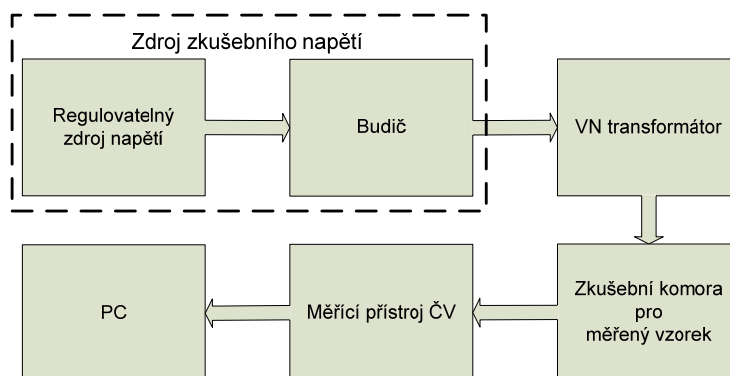 Zdroj zkušebního napětí
Regulovatelný
zdroj napětí
Budič
VN transformátor
PC
Měřící přístroj ČV
Zkušební komora
pro
měřený vzorek